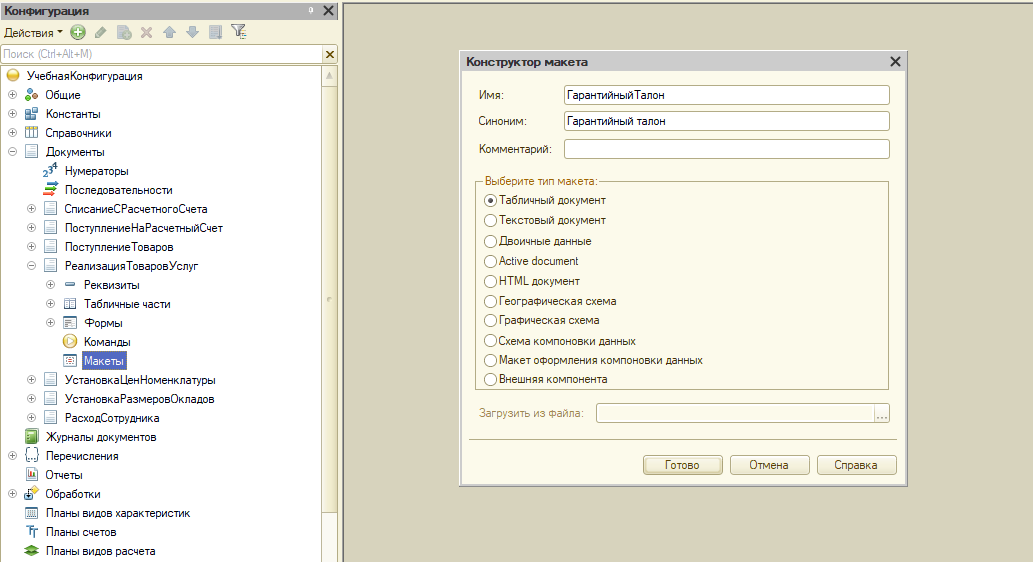 Конфигурация
Действия
Поиск (Ctrl+Alt+M)
УчебнаяКонфигурация
Общие
Константы
Справочники
Документы
Нумераторы
Последовательности
СписаниеСРасчетногоСчета
ПоступлениеНаРасчетныйСчет
ПоступлениеТоваров
РеализацияТоваровУслуг
Реквизиты
Табличные части
Формы
Команды
Макеты
УстановкаЦенНоменклатуры
УстановкаРазмеровОкладов
РасходСотрудника
Журналы документов
Перечисления
Отчеты
Обработки
Планы видов характеристик
Планы счетов
Планы видов расчета
Конструктор макета
Имя: ГарантийныйТалон
Синоним: Гарантийный талон
Комментарий:
Выберите тип макета:
Табличный документ
Текстовый документ
Двоичные данные
Active document
HTML документ
Географическая схема
Графическая схема
Схема компоновки данных
Макет оформления компоновки данных
Внешняя компонента
Загрузить из файла: ...
Готово Отмена Справка